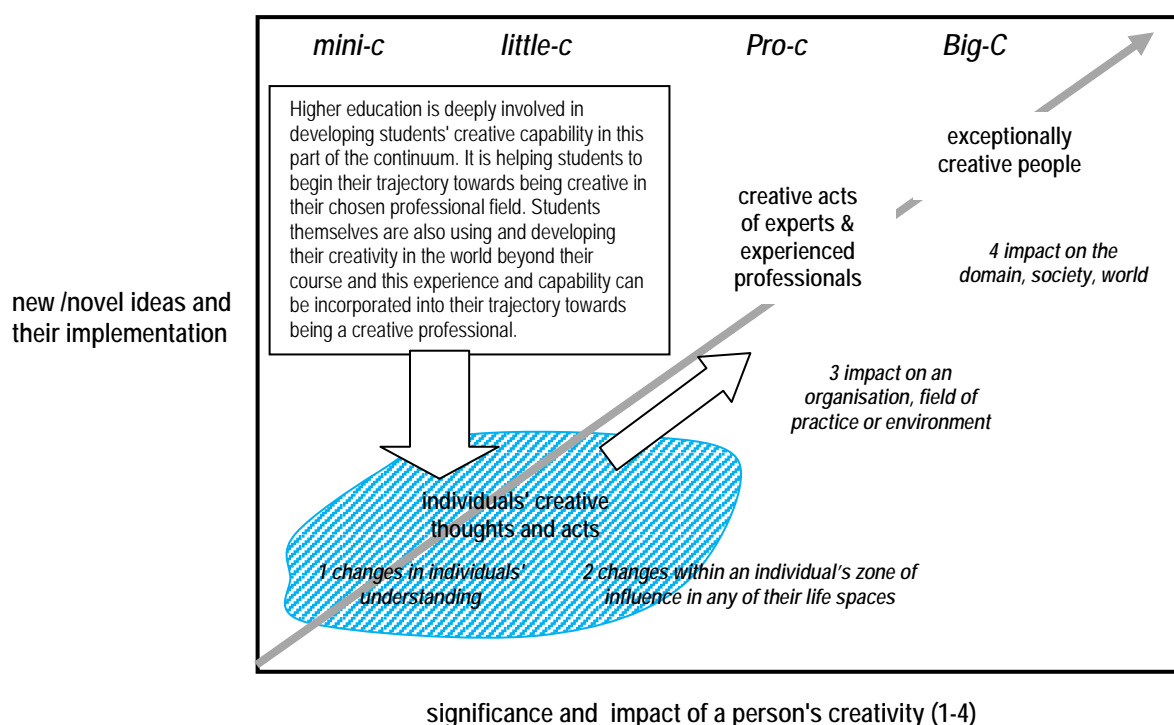 mini-c
little-c
Pro-c
Big-C
Higher education is deeply involved in
developing students' creative capability in this
part of the continuum. It is helping students to
begin their trajectory towards being creative in
their chosen professional field. Students
themselves are also using and developing
their creativity in the world beyond their
course and this experience and capability can
be incorporated into their trajectory towards
being a creative professional.
exceptionally
creative people
creative acts
of experts &
experienced
professionals
4 impact on the
domain, society, world
new /novel ideas and
their implementation
3 impact on an
organisation, field of
practice or environment
individuals' creative
thoughts and acts
1 changes in individuals'
understanding
2 changes within an individual's zone of
influence in any of their life spaces
significance and impact of a person's creativity (1-4)